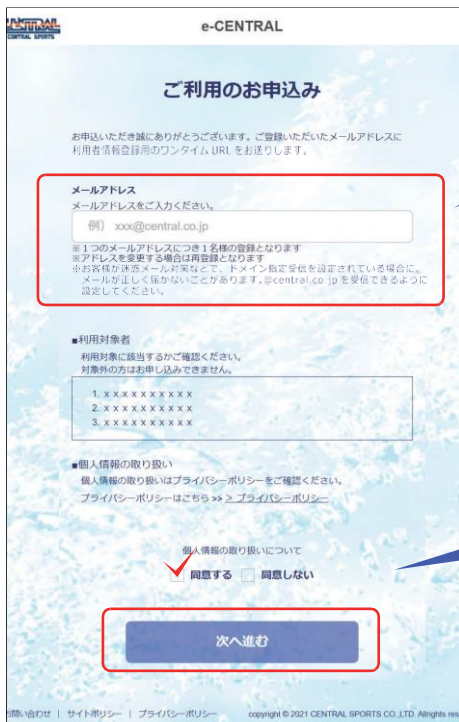 CENTRAL
CENTRAL SPORTS
e-CENTRAL
ご利用のお申込み
お申込いただき誠にありがとうございます。ご登録いただいたメールアドレスに
利用者情報登録用のワンタイム URL をお送りします。
メールアドレス
メールアドレスをご入力ください。
例） xxx@central.co.jp
※１つのメールアドレスにつき１名様の登録となります
※アドレスを変更する場合は再登録となります
※お客様が迷惑メール対策などで、ドメイン指定受信を設定されている場合に、
メールが正しく届かないことがあります。@central.co.jp を受信できるように
設定してください。
■利用対象者
利用対象に該当するかご確認ください。
対象外の方はお申し込みできません。
1. x x x x x x x x x x
2. x x x x x x x x x x
3. x x x x x x x x x x
■個人情報の取り扱い
個人情報の取り扱いはプライバシーポリシーをご確認ください。
プライバシーポリシーはこちら >> > プライバシーポリシー
個人情報の取り扱いについて
同意する 同意しない
次へ進む
問い合わせ | サイトポリシー | プライバシーポリシー copyright © 2021 CENTRAL SPORTS CO.,LTD. Allrights res